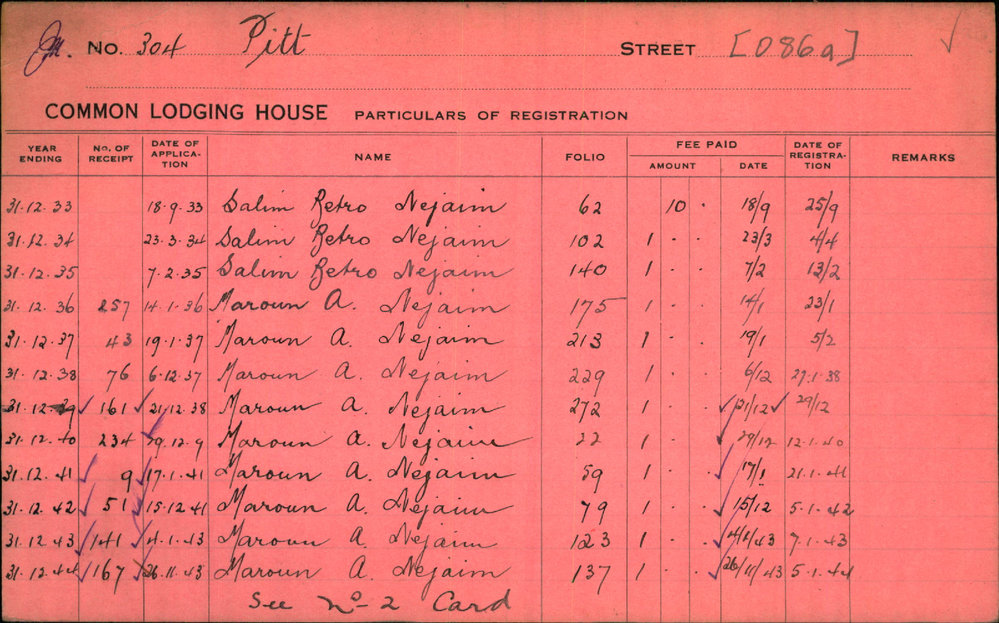 Jn. No. 304 Pitt STREET [086a] ✓
COMMON LODGING HOUSE PARTICULARS OF REGISTRATION
YEAR ENDING No. OF RECEIPT DATE OF APPLICA-TION NAME FOLIO FEE PAID AMOUNT DATE DATE OF REGISTRA-TION REMARKS
31.12.33 18.9.33 Salim Betro Nejaim 62 10 . 18/9 25/9
31.12.34 23.3.34 Salim Betro Nejaim 102 1 . . 23/3 4/4
31.12.35 7.2.35 Salim Betro Nejaim 140 1 . . 7/2 13/2
31.12.36 257 14.1.36 Maroun A. Nejaim 175 1 . . 14/1 23/1
31.12.37 43 19.1.37 Maroun A. Nejaim 213 1 . . 19/1 5/2
31.12.38 76 6.12.37 Maroun A. Nejaim 229 1 . . 6/12 27.1.38
31.12.39 ✓ 161 ✓ 21/12.38 Maroun A. Nejaim 272 1 . . ✓ 21/12 ✓ 29/12
31.12.40 234 ✓ 29.12.9 Maroun A. Nejaim 22 1 . . ✓ 29/12 12.1.40
31.12.41 ✓ 9 ✓ 17.1.41 Maroun A. Nejaim 59 1 . . ✓ 17/1 21.1.41
31.12.42 ✓ 51 ✓ 15.12.41 Maroun A. Nejaim 79 1 . . ✓ 15/12 5.1.42
31.12.43 ✓ 141 ✓ 4.1.43 Maroun A. Nejaim 123 1 . . ✓ 4/1/43 7.1.43
31.12.44 ✓ 167 ✓ 26.11.43 Maroun A. Nejaim 137 1 . . ✓ 26/11/43 5.1.44
See No 2 Card